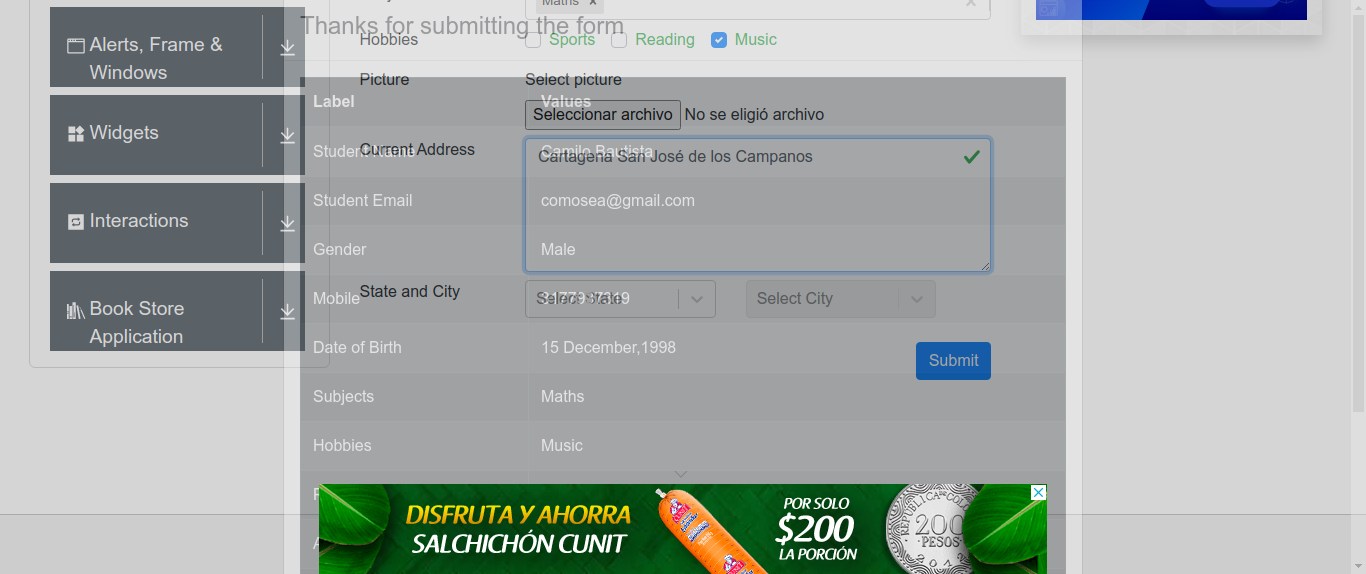 Maths ×
Thanks for submitting the form
Hobbies Sports Reading Music
Alerts, Frame & Windows
Picture Select picture
Label Values
Seleccionar archivo No se eligió archivo
Widgets
Current Address
Student Name Camilo Bautista
Cartagena San José de los Campanos
Student Email comosea@gmail.com
Interactions
Gender Male
State and City
Mobile
Select State
Select City
Book Store Application
Date of Birth 15 December,1998
Submit
Subjects Maths
Hobbies Music
DISFRUTA Y AHORRA
SALCHICHÓN CUNIT
POR SOLO
$200
LA PORCIÓN
REPUBLICA DE COLOMBIA
200
PESOS